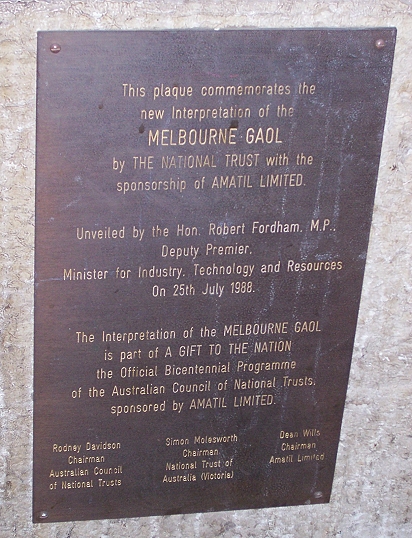 This plaque commemorates the
new Interpretation of the
MELBOURNE GAOL
by THE NATIONAL TRUST with the
sponsorship of AMATIL LIMITED.
Unveiled by the Hon. Robert Fordham, M.P.,
Deputy Premier,
Minister for Industry, Technology and Resources
On 25th July 1988.
The Interpretation of the MELBOURNE GAOL
is part of A GIFT TO THE NATION
the Official Bicentennial Programme
of the Australian Council of National Trusts,
sponsored by AMATIL LIMITED.
Rodney Davidson
Chairman
Australian Council
of National Trusts
Simon Molesworth
Chairman
National Trust of
Australia (Victoria)
Dean Wills
Chairman
Amatil Limited